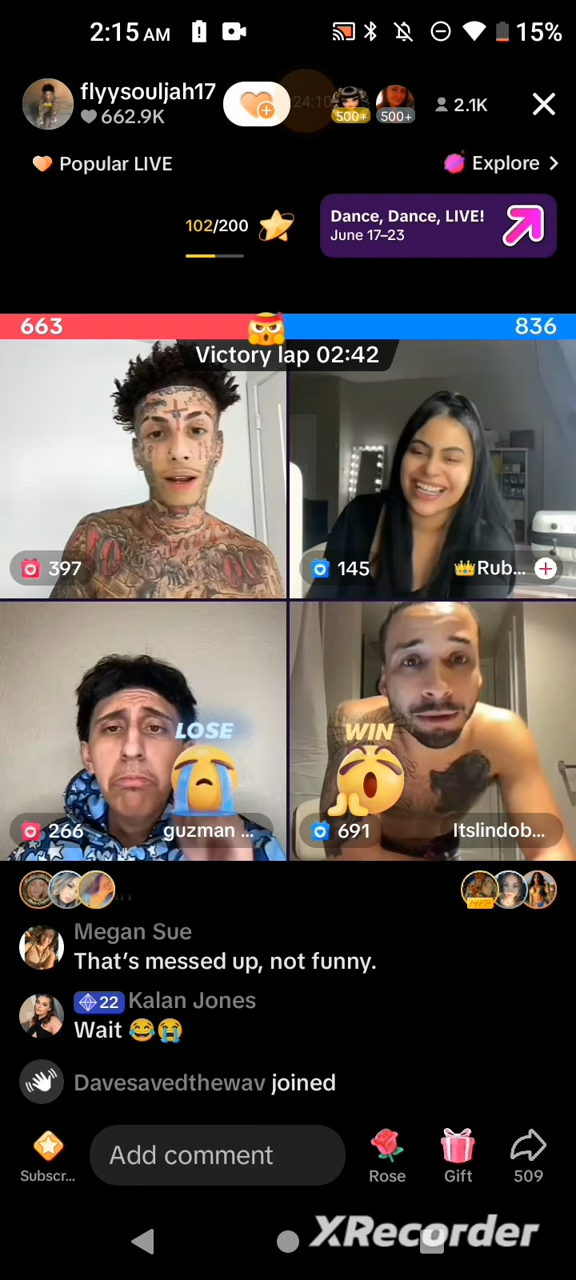 2:15 AM
15%
flyysouljah17
662.9K
24:10
500+
500+
2.1K
Popular LIVE
Explore >
102/200
Dance, Dance, LIVE!
June 17–23
663
836
Victory lap 02:42
397
145
Rub...
LOSE
WIN
266
guzman ...
691
Itslindob...
Megan Sue
That's messed up, not funny.
22 Kalan Jones
Wait 😂😭
Davesavedthewav joined
Add comment
Subscr...
Rose
Gift
509
XRecorder